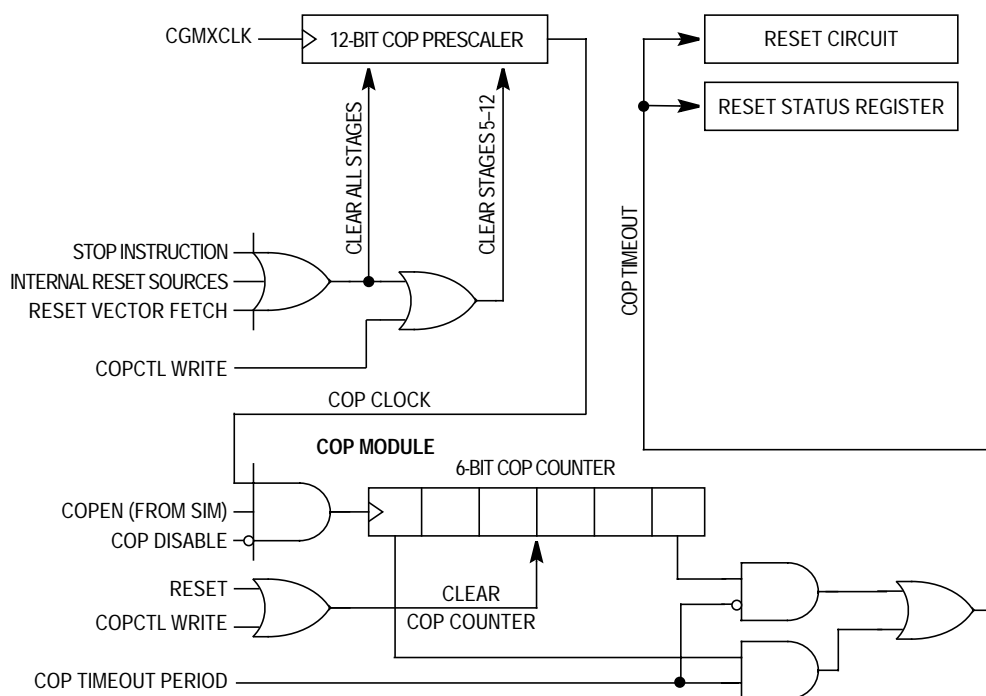 CGMXCLK
12-BIT COP PRESCALER
RESET CIRCUIT
RESET STATUS REGISTER
CLEAR ALL STAGES
CLEAR STAGES 5–12
COP TIMEOUT
STOP INSTRUCTION
INTERNAL RESET SOURCES
RESET VECTOR FETCH
COPCTL WRITE
COP CLOCK
COP MODULE
6-BIT COP COUNTER
COPEN (FROM SIM)
COP DISABLE
RESET
COPCTL WRITE
CLEAR
COP COUNTER
COP TIMEOUT PERIOD